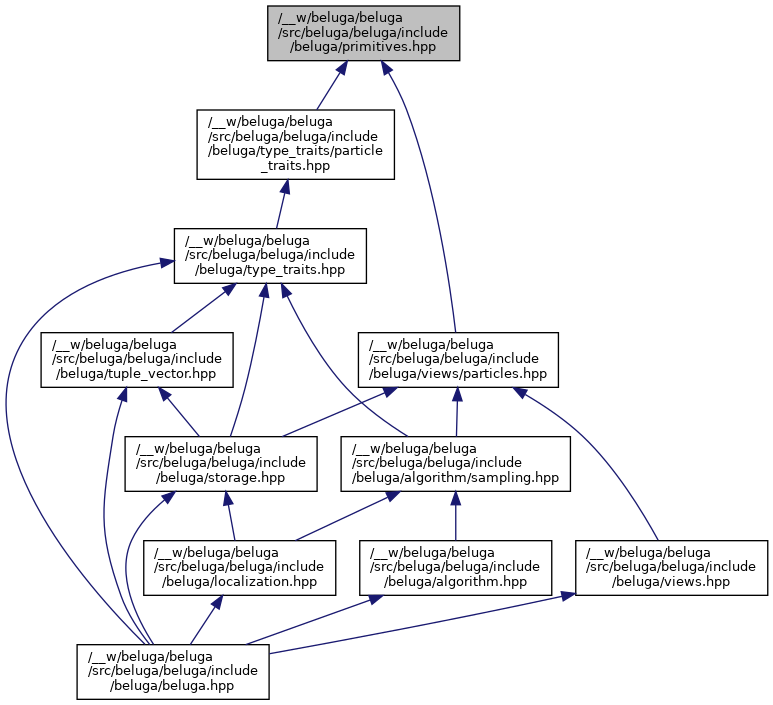 /__w/beluga/beluga
/src/beluga/beluga/include
/beluga/primitives.hpp
/__w/beluga/beluga
/src/beluga/beluga/include
/beluga/type_traits/particle
_traits.hpp
/__w/beluga/beluga
/src/beluga/beluga/include
/beluga/type_traits.hpp
/__w/beluga/beluga
/src/beluga/beluga/include
/beluga/tuple_vector.hpp
/__w/beluga/beluga
/src/beluga/beluga/include
/beluga/views/particles.hpp
/__w/beluga/beluga
/src/beluga/beluga/include
/beluga/storage.hpp
/__w/beluga/beluga
/src/beluga/beluga/include
/beluga/algorithm/sampling.hpp
/__w/beluga/beluga
/src/beluga/beluga/include
/beluga/localization.hpp
/__w/beluga/beluga
/src/beluga/beluga/include
/beluga/algorithm.hpp
/__w/beluga/beluga
/src/beluga/beluga/include
/beluga/views.hpp
/__w/beluga/beluga
/src/beluga/beluga/include
/beluga/beluga.hpp